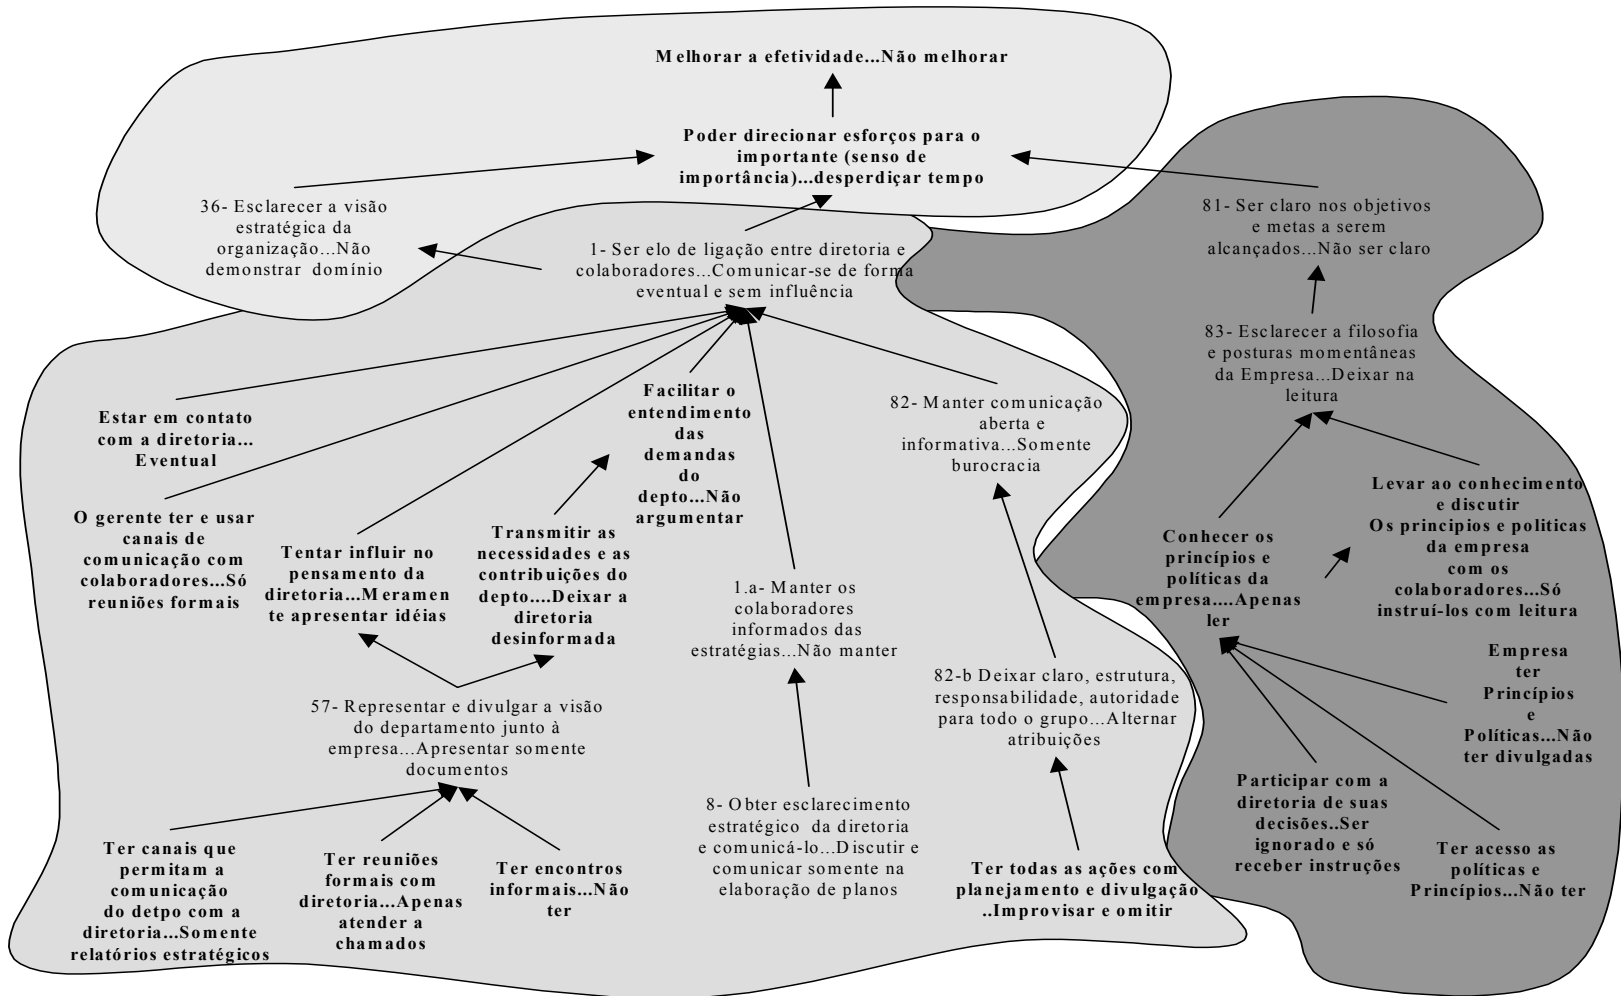 Melhorar a efetividade...Não melhorar
Poder direcionar esforços para o
importante (senso de
importância)...desperdiçar tempo
36- Esclarecer a visão
estratégica da
organização...Não
demonstrar domínio
1- Ser elo de ligação entre diretoria e
colaboradores...Comunicar-se de forma
eventual e sem influência
81- Ser claro nos objetivos
e metas a serem
alcançados...Não ser claro
83- Esclarecer a filosofia
e posturas momentâneas
da Empresa...Deixar na
leitura
Estar em contato
com a diretoria...
Eventual
Facilitar o
entendimento
das
demandas
do
depto...Não
argumentar
82- Manter comunicação
aberta e
informativa...Somente
burocracia
O gerente ter e usar
canais de
comunicação com
colaboradores...Só
reuniões formais
Tentar influir no
pensamento da
diretoria...Meramen
te apresentar idéias
Transmitir as
necessidades e as
contribuições do
depto....Deixar a
diretoria
desinformada
1.a- Manter os
colaboradores
informados das
estratégias...Não manter
Conhecer os
princípios e
políticas da
empresa....Apenas
ler
Levar ao conhecimento
e discutir
Os principios e politicas
da empresa
com os
colaboradores...Só
instruí-los com leitura
57- Representar e divulgar a visão
do departamento junto à
empresa...Apresentar somente
documentos
82-b Deixar claro, estrutura,
responsabilidade, autoridade
para todo o grupo...Alternar
atribuições
Empresa
ter
Princípios
e
Políticas...Não
ter divulgadas
Ter canais que
permitam a
comunicação
do detpo com a
diretoria...Somente
relatórios estratégicos
Ter reuniões
formais com
diretoria...Apenas
atender a
chamados
Ter encontros
informais...Não
ter
8- Obter esclarecimento
estratégico da diretoria
e comunicá-lo...Discutir e
comunicar somente na
elaboração de planos
Ter todas as ações com
planejamento e divulgação
..Improvisar e omitir
Participar com a
diretoria de suas
decisões..Ser
ignorado e só
receber instruções
Ter acesso as
políticas e
Princípios...Não ter